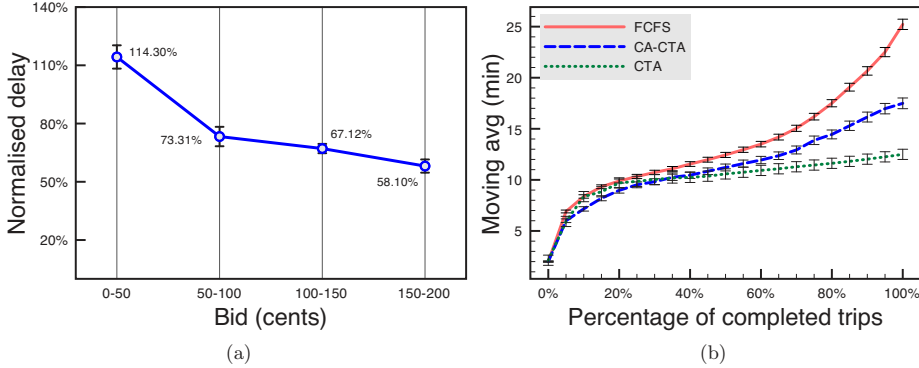 140%
110%
80%
50%
20%
Normalised delay
114.30%
73.31%
67.12%
58.10%
0-50 50-100 100-150 150-200
Bid (cents)
(a)
25
20
15
10
5
Moving avg (min)
FCFS
CA-CTA
CTA
0% 20% 40% 60% 80% 100%
Percentage of completed trips
(b)